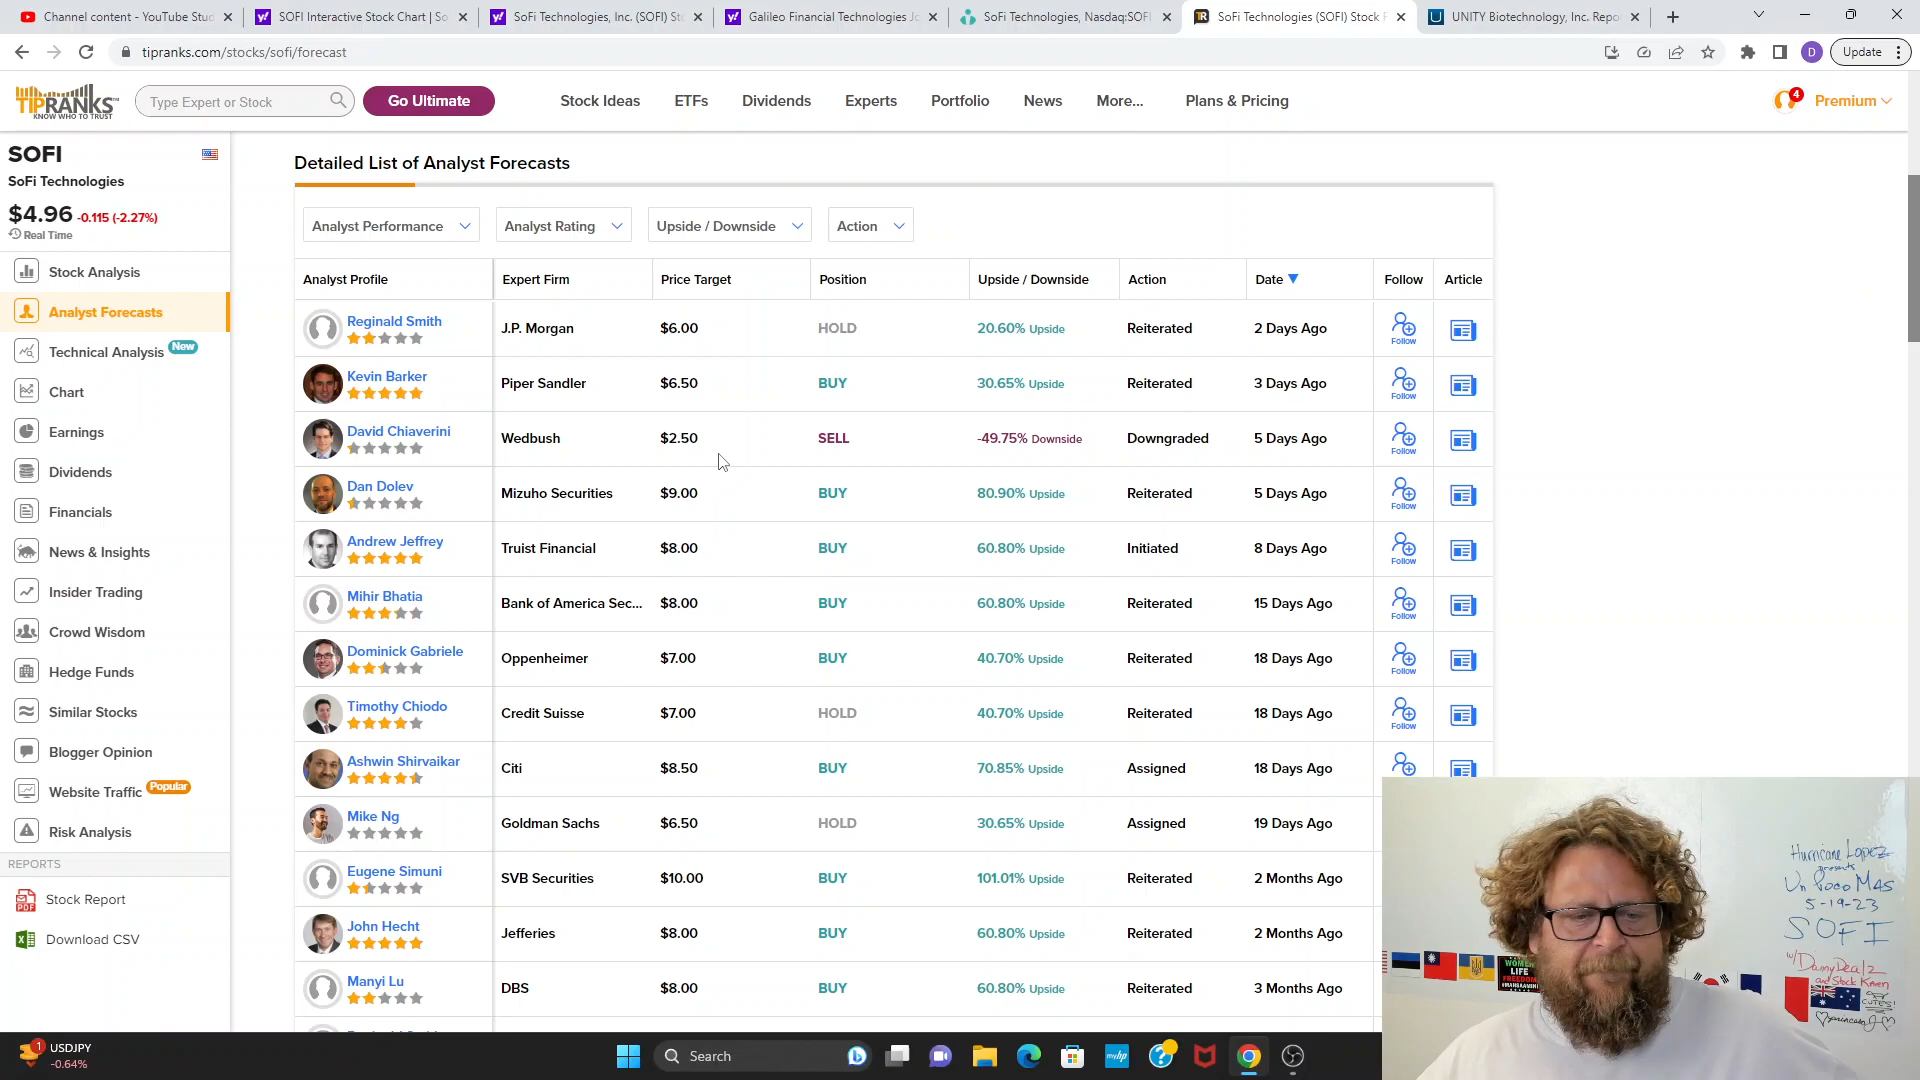 Channel content - YouTube Stud
SOFI Interactive Stock Chart | So
SoFi Technologies, Inc. (SOFI) St
Galileo Financial Technologies Jo
SoFi Technologies, Nasdaq:SOFI
SoFi Technologies (SOFI) Stock F
UNITY Biotechnology, Inc. Repo
tipranks.com/stocks/sofi/forecast
D
Update
TIPRANKS
KNOW WHO TO TRUST
Type Expert or Stock
Go Ultimate
Stock Ideas
ETFs
Dividends
Experts
Portfolio
News
More...
Plans & Pricing
4
Premium
SOFI
SoFi Technologies
$4.96 -0.115 (-2.27%)
Real Time
Stock Analysis
Analyst Forecasts
Technical Analysis New
Chart
Earnings
Dividends
Financials
News & Insights
Insider Trading
Crowd Wisdom
Hedge Funds
Similar Stocks
Blogger Opinion
Website Traffic Popular
Risk Analysis
REPORTS
Stock Report
Download CSV
Detailed List of Analyst Forecasts
Analyst Performance
Analyst Rating
Upside / Downside
Action
Analyst Profile Expert Firm Price Target Position Upside / Downside Action Date Follow Article
Reginald Smith J.P. Morgan $6.00 HOLD 20.60% Upside Reiterated 2 Days Ago Follow
Kevin Barker Piper Sandler $6.50 BUY 30.65% Upside Reiterated 3 Days Ago Follow
David Chiaverini Wedbush $2.50 SELL -49.75% Downside Downgraded 5 Days Ago Follow
Dan Dolev Mizuho Securities $9.00 BUY 80.90% Upside Reiterated 5 Days Ago Follow
Andrew Jeffrey Truist Financial $8.00 BUY 60.80% Upside Initiated 8 Days Ago Follow
Mihir Bhatia Bank of America Sec... $8.00 BUY 60.80% Upside Reiterated 15 Days Ago Follow
Dominick Gabriele Oppenheimer $7.00 BUY 40.70% Upside Reiterated 18 Days Ago Follow
Timothy Chiodo Credit Suisse $7.00 HOLD 40.70% Upside Reiterated 18 Days Ago Follow
Ashwin Shirvaikar Citi $8.50 BUY 70.85% Upside Assigned 18 Days Ago
Mike Ng Goldman Sachs $6.50 HOLD 30.65% Upside Assigned 19 Days Ago
Eugene Simuni SVB Securities $10.00 BUY 101.01% Upside Reiterated 2 Months Ago
John Hecht Jefferies $8.00 BUY 60.80% Upside Reiterated 2 Months Ago
Manyi Lu DBS $8.00 BUY 60.80% Upside Reiterated 3 Months Ago
Hurricane Lopez
presents
Un Poco MAS
5-19-23
SOFI
w/DannyDealz
and Stock Raven
WOMEN
LIFE
FREEDOM
CUTES!
1
USDJPY
-0.64%
Search
myhp